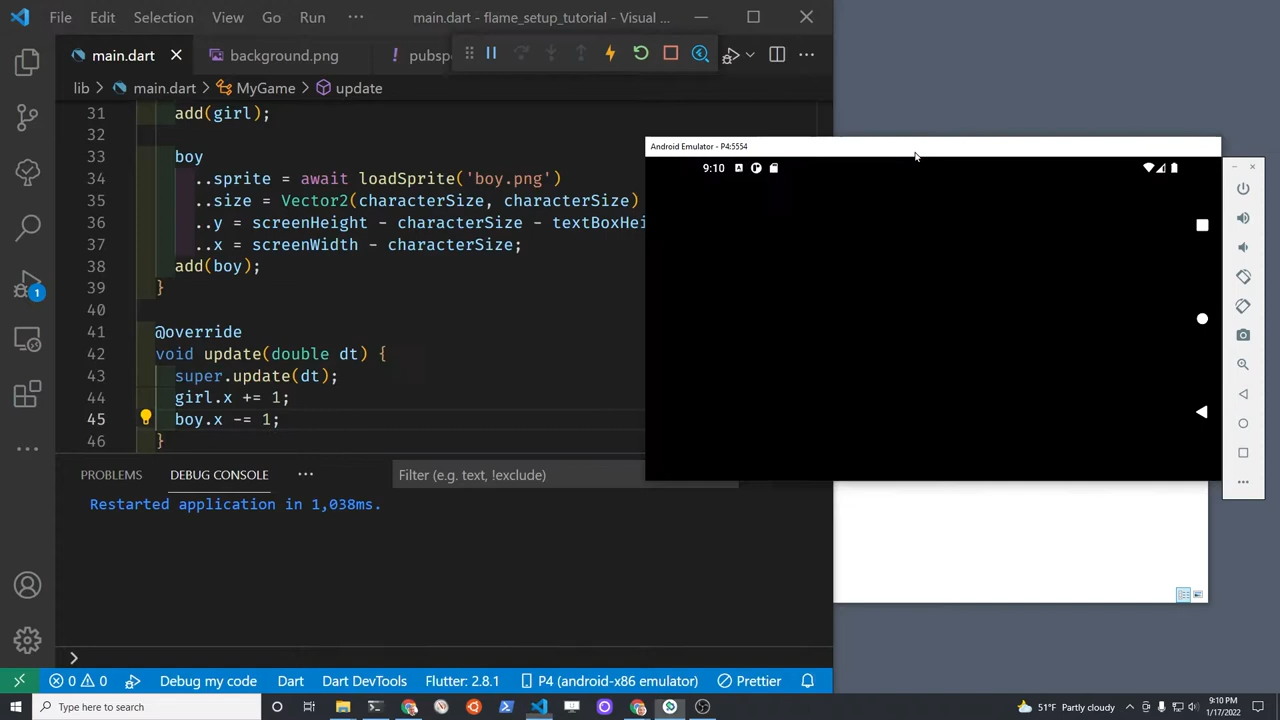 File Edit Selection View Go Run ··· main.dart - flame_setup_tutorial - Visual ...
main.dart background.png ! pubsp
lib > main.dart > MyGame > update
31 add(girl);
32
33 boy
34 ..sprite = await loadSprite('boy.png')
35 ..size = Vector2(characterSize, characterSize)
36 ..y = screenHeight - characterSize - textBoxHei
37 ..x = screenWidth - characterSize;
38 add(boy);
39 }
40
41 @override
42 void update(double dt) {
43 super.update(dt);
44 girl.x += 1;
45 boy.x -= 1;
46 }
Android Emulator - P4:5554
9:10
1
PROBLEMS DEBUG CONSOLE ··· Filter (e.g. text, !exclude)
Restarted application in 1,038ms.
>
0 0 Debug my code Dart Dart DevTools Flutter: 2.8.1 P4 (android-x86 emulator) Prettier
Type here to search
51°F Partly cloudy
9:10 PM
1/17/2022